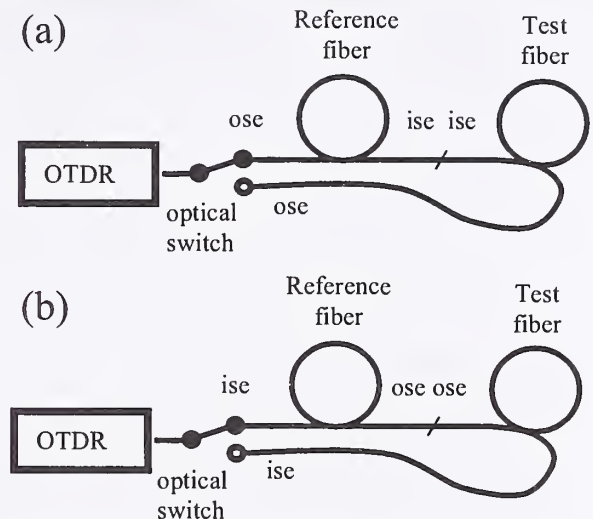 (a)
Reference
fiber
Test
fiber
ose
ise ise
OTDR
optical
switch
ose
(b)
Reference
fiber
Test
fiber
ise
ose ose
OTDR
optical
switch
ise